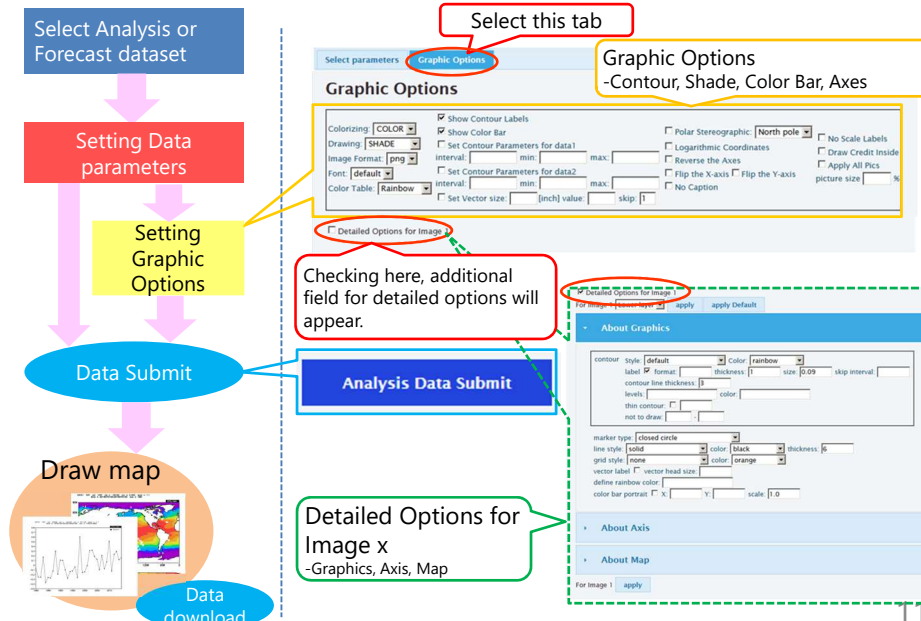 Select Analysis or
Forecast dataset
Setting Data
parameters
Setting
Graphic
Options
Data Submit
Draw map
Data
download
Select this tab
Select parameters Graphic Options
Graphic Options
-Contour, Shade, Color Bar, Axes
Graphic Options
Colorizing: COLOR
Drawing: SHADE
Image Format: png
Font: default
Color Table: Rainbow
Show Contour Labels
Show Color Bar
Set Contour Parameters for data1
interval: min: max:
Set Contour Parameters for data2
interval: min: max:
Set Vector size: [inch] value: skip: 1
Polar Stereographic: North pole
Logarithmic Coordinates
Reverse the Axes
Flip the X-axis Flip the Y-axis
No Caption
No Scale Labels
Draw Credit Inside
Apply All Pics
picture size %
Detailed Options for Image 1
Checking here, additional
field for detailed options will
appear.
Analysis Data Submit
Detailed Options for Image 1
For Image 1 Lower layer apply apply Default
About Graphics
contour Style: default Color: rainbow
label format: thickness: 1 size: 0.09 skip interval:
contour line thickness: 3
levels: color:
thin contour:
not to draw: -
marker type: closed circle
line style: solid color: black thickness: 6
grid style: none color: orange
vector label vector head size:
define rainbow color:
color bar portrait X: Y: scale: 1.0
About Axis
About Map
For Image 1 apply
Detailed Options for
Image x
-Graphics, Axis, Map